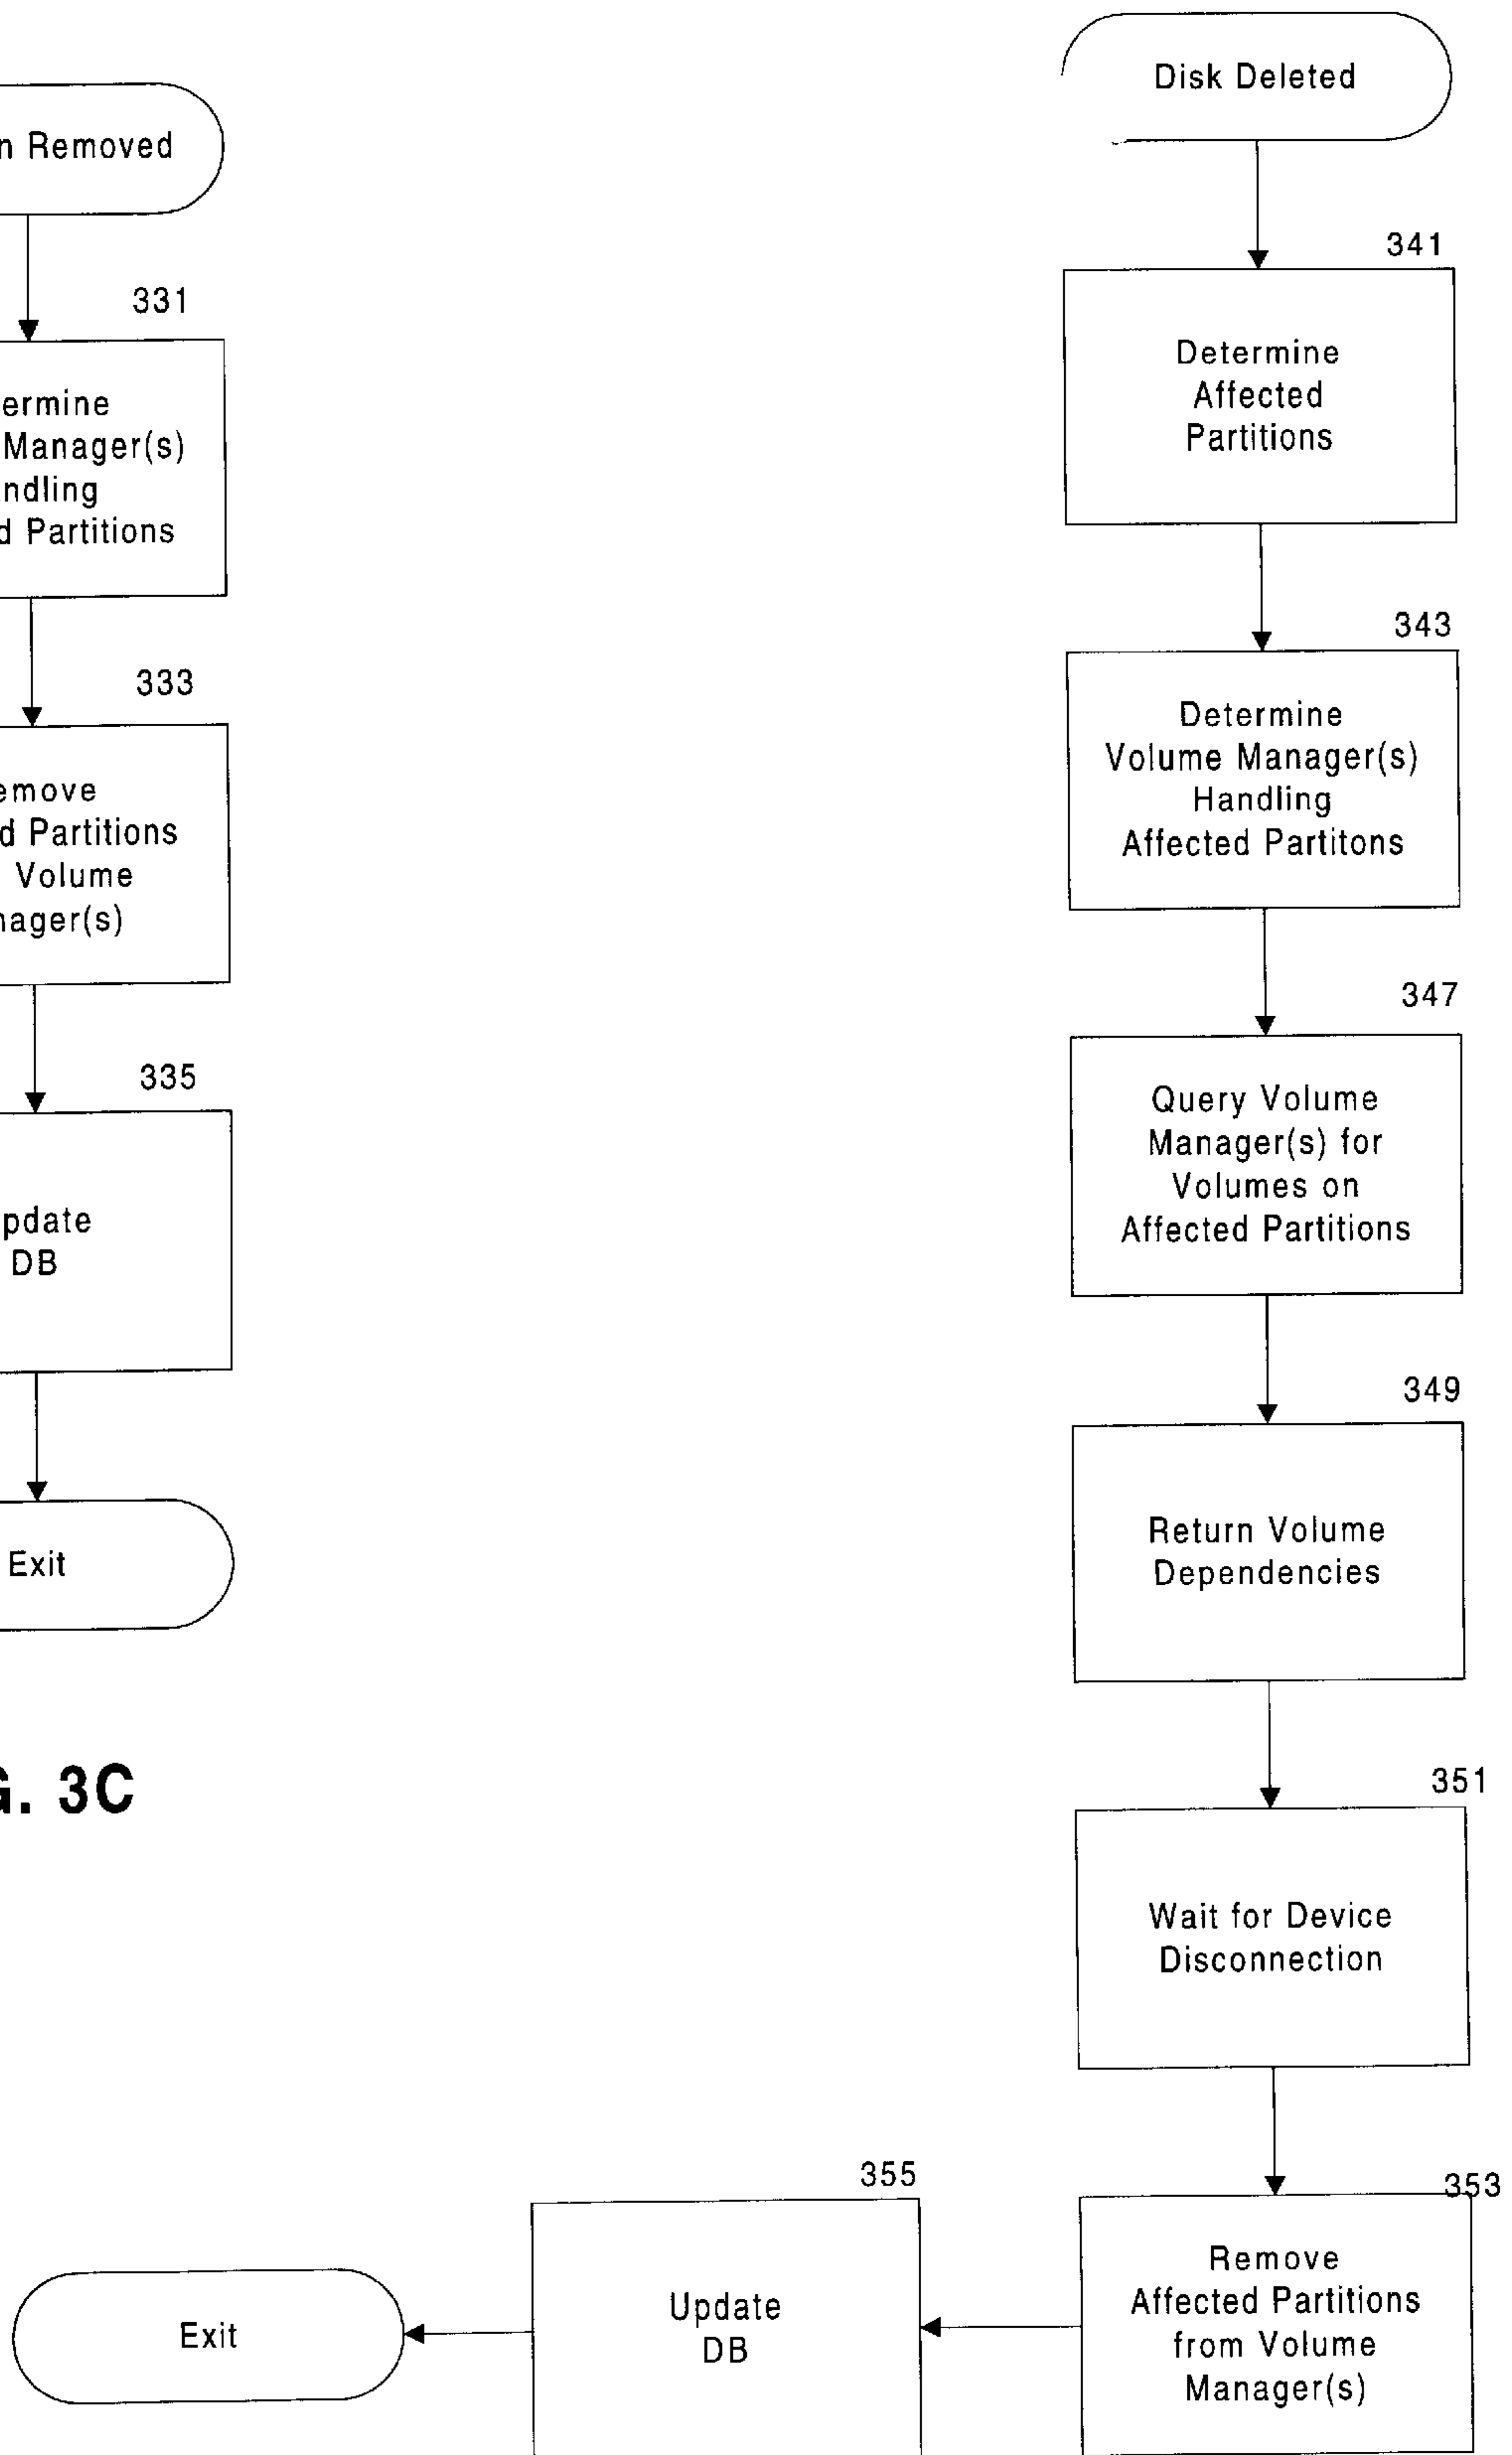 n Removed
331
ermine
Manager(s)
ndling
d Partitions
333
emove
d Partitions
Volume
nager(s)
335
pdate
DB
Exit
G. 3C
Disk Deleted
341
Determine
Affected
Partitions
343
Determine
Volume Manager(s)
Handling
Affected Partitons
347
Query Volume
Manager(s) for
Volumes on
Affected Partitions
349
Return Volume
Dependencies
351
Wait for Device
Disconnection
353
Remove
Affected Partitions
from Volume
Manager(s)
355
Update
DB
Exit